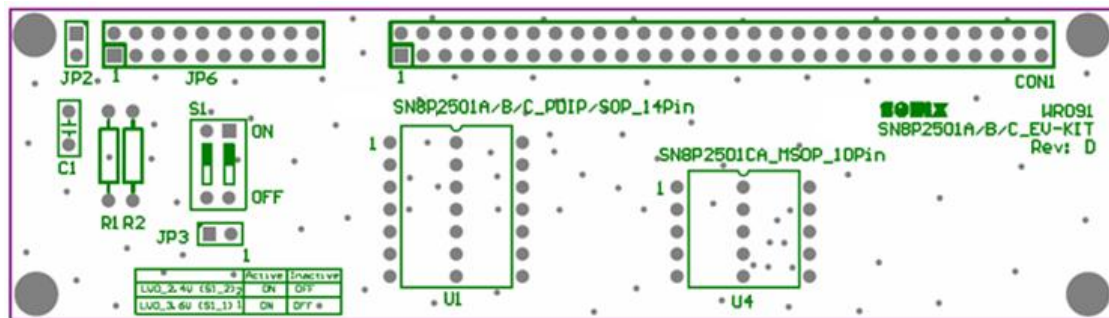 JP2
1
JP6
1
CON1
C1
S1
ON
OFF
R1
R2
JP3
1
SN8P2501A/B/C_PDIP/SOP_14Pin
1
U1
SN8P2501CA_MSOP_10Pin
1
U4
SONiX
WR091
SN8P2501A/B/C_EV-KIT
Rev: D
Active Inactive
LVD_2.4V (S1_2) 2 ON OFF
LVD_3.6V (S1_1) 1 ON OFF